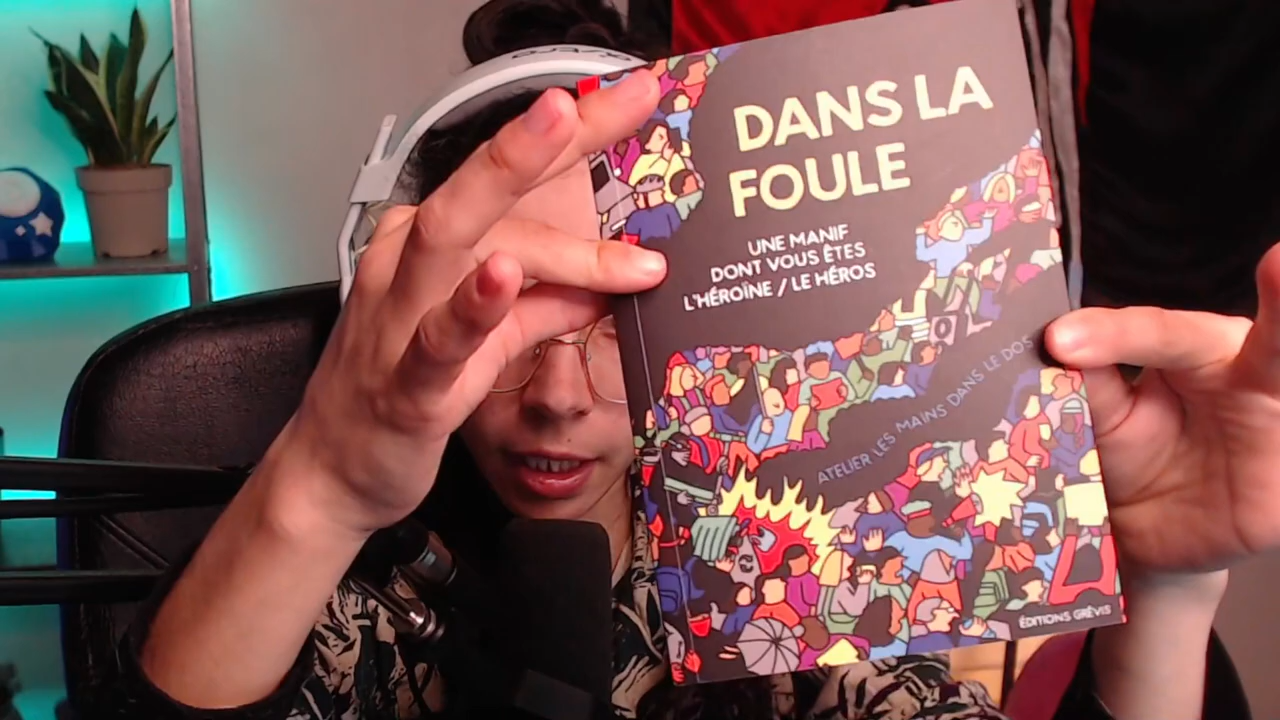 DANS LA
FOULE
UNE MANIF
DONT VOUS ÊTES
L'HÉROÏNE / LE HÉROS
ATELIER LES MAINS DANS LE DOS
ÉDITIONS GRÉVIS